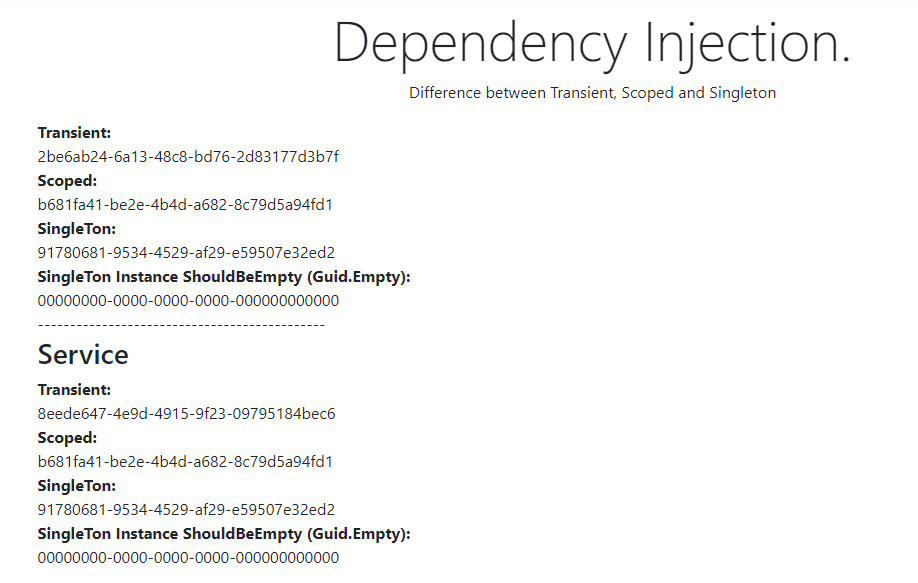 Dependency Injection.
Difference between Transient, Scoped and Singleton
Transient:
2be6ab24-6a13-48c8-bd76-2d83177d3b7f
Scoped:
b681fa41-be2e-4b4d-a682-8c79d5a94fd1
SingleTon:
91780681-9534-4529-af29-e59507e32ed2
SingleTon Instance ShouldBeEmpty (Guid.Empty):
00000000-0000-0000-0000-000000000000
---------------------------------------------
Service
Transient:
8eede647-4e9d-4915-9f23-09795184bec6
Scoped:
b681fa41-be2e-4b4d-a682-8c79d5a94fd1
SingleTon:
91780681-9534-4529-af29-e59507e32ed2
SingleTon Instance ShouldBeEmpty (Guid.Empty):
00000000-0000-0000-0000-000000000000